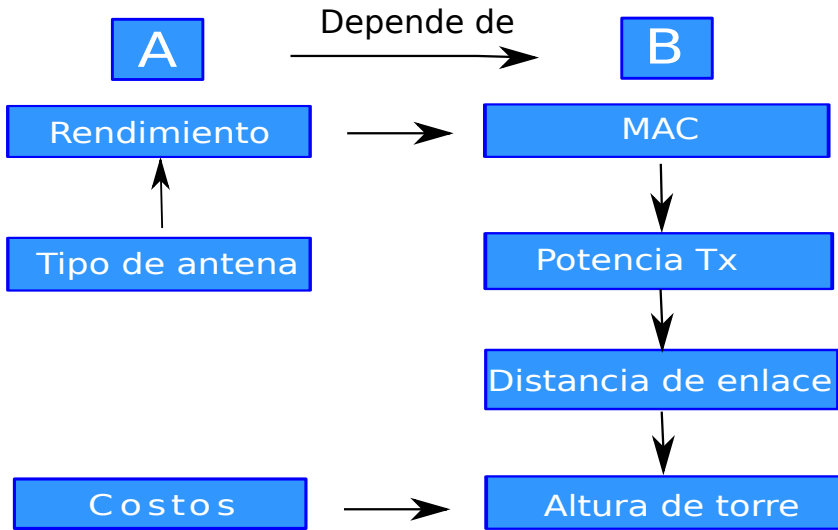 Depende de
A
B
Rendimiento
MAC
Tipo de antena
Potencia Tx
Distancia de enlace
Costos
Altura de torre